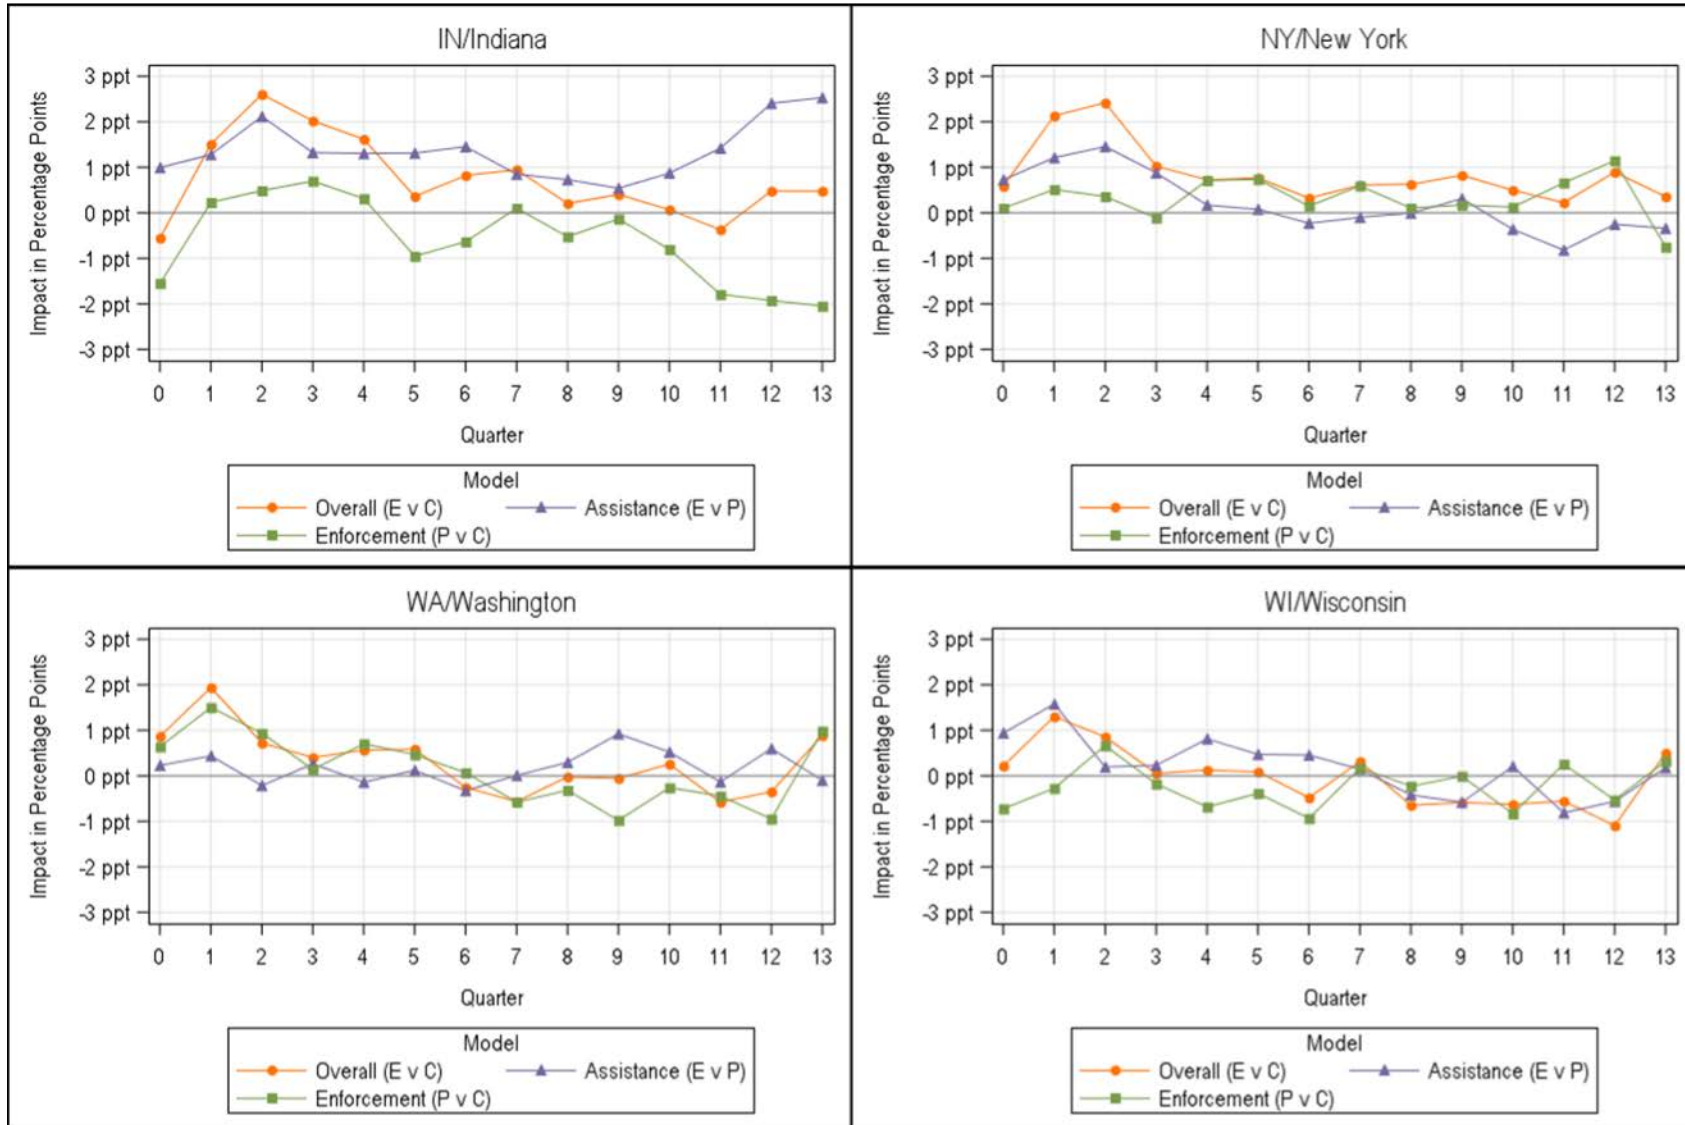 IN/Indiana
Impact in Percentage Points
3 ppt
2 ppt
1 ppt
0 ppt
-1 ppt
-2 ppt
-3 ppt
0 1 2 3 4 5 6 7 8 9 10 11 12 13
Quarter
Model
Overall (E v C) Assistance (E v P)
Enforcement (P v C)
NY/New York
Impact in Percentage Points
3 ppt
2 ppt
1 ppt
0 ppt
-1 ppt
-2 ppt
-3 ppt
0 1 2 3 4 5 6 7 8 9 10 11 12 13
Quarter
Model
Overall (E v C) Assistance (E v P)
Enforcement (P v C)
WA/Washington
Impact in Percentage Points
3 ppt
2 ppt
1 ppt
0 ppt
-1 ppt
-2 ppt
-3 ppt
0 1 2 3 4 5 6 7 8 9 10 11 12 13
Quarter
Model
Overall (E v C) Assistance (E v P)
Enforcement (P v C)
WI/Wisconsin
Impact in Percentage Points
3 ppt
2 ppt
1 ppt
0 ppt
-1 ppt
-2 ppt
-3 ppt
0 1 2 3 4 5 6 7 8 9 10 11 12 13
Quarter
Model
Overall (E v C) Assistance (E v P)
Enforcement (P v C)